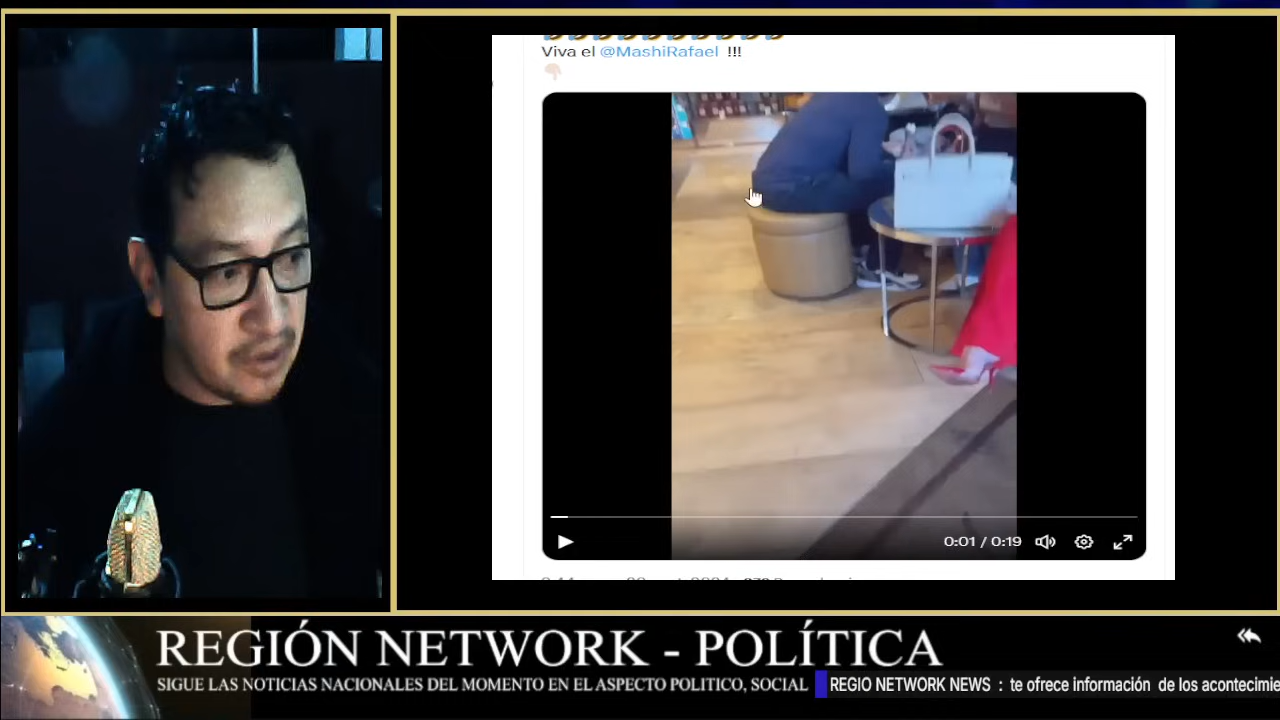 Viva el @MashiRafael !!!
0:01 / 0:19
REGIÓN NETWORK - POLÍTICA
SIGUE LAS NOTICIAS NACIONALES DEL MOMENTO EN EL ASPECTO POLITICO, SOCIAL
REGIO NETWORK NEWS : te ofrece información de los acontecimie